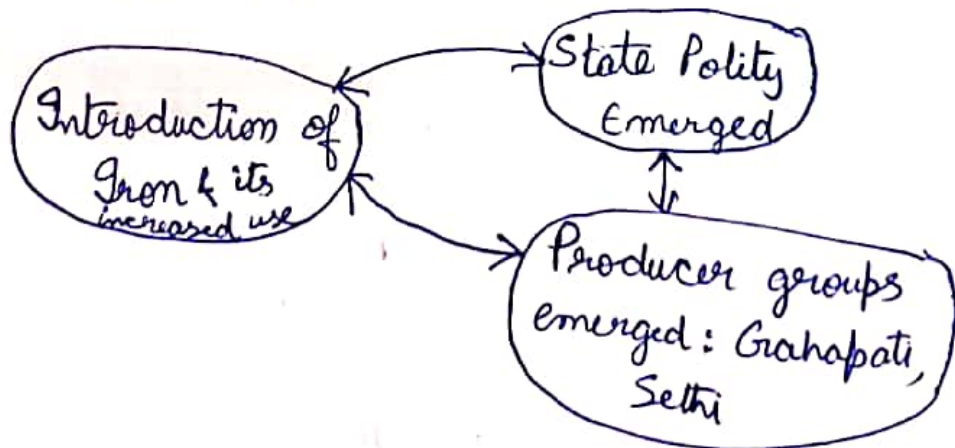 Introduction of
Iron & its
increased use
State Polity
Emerged
Producer groups
emerged : Grahapati,
Sethi